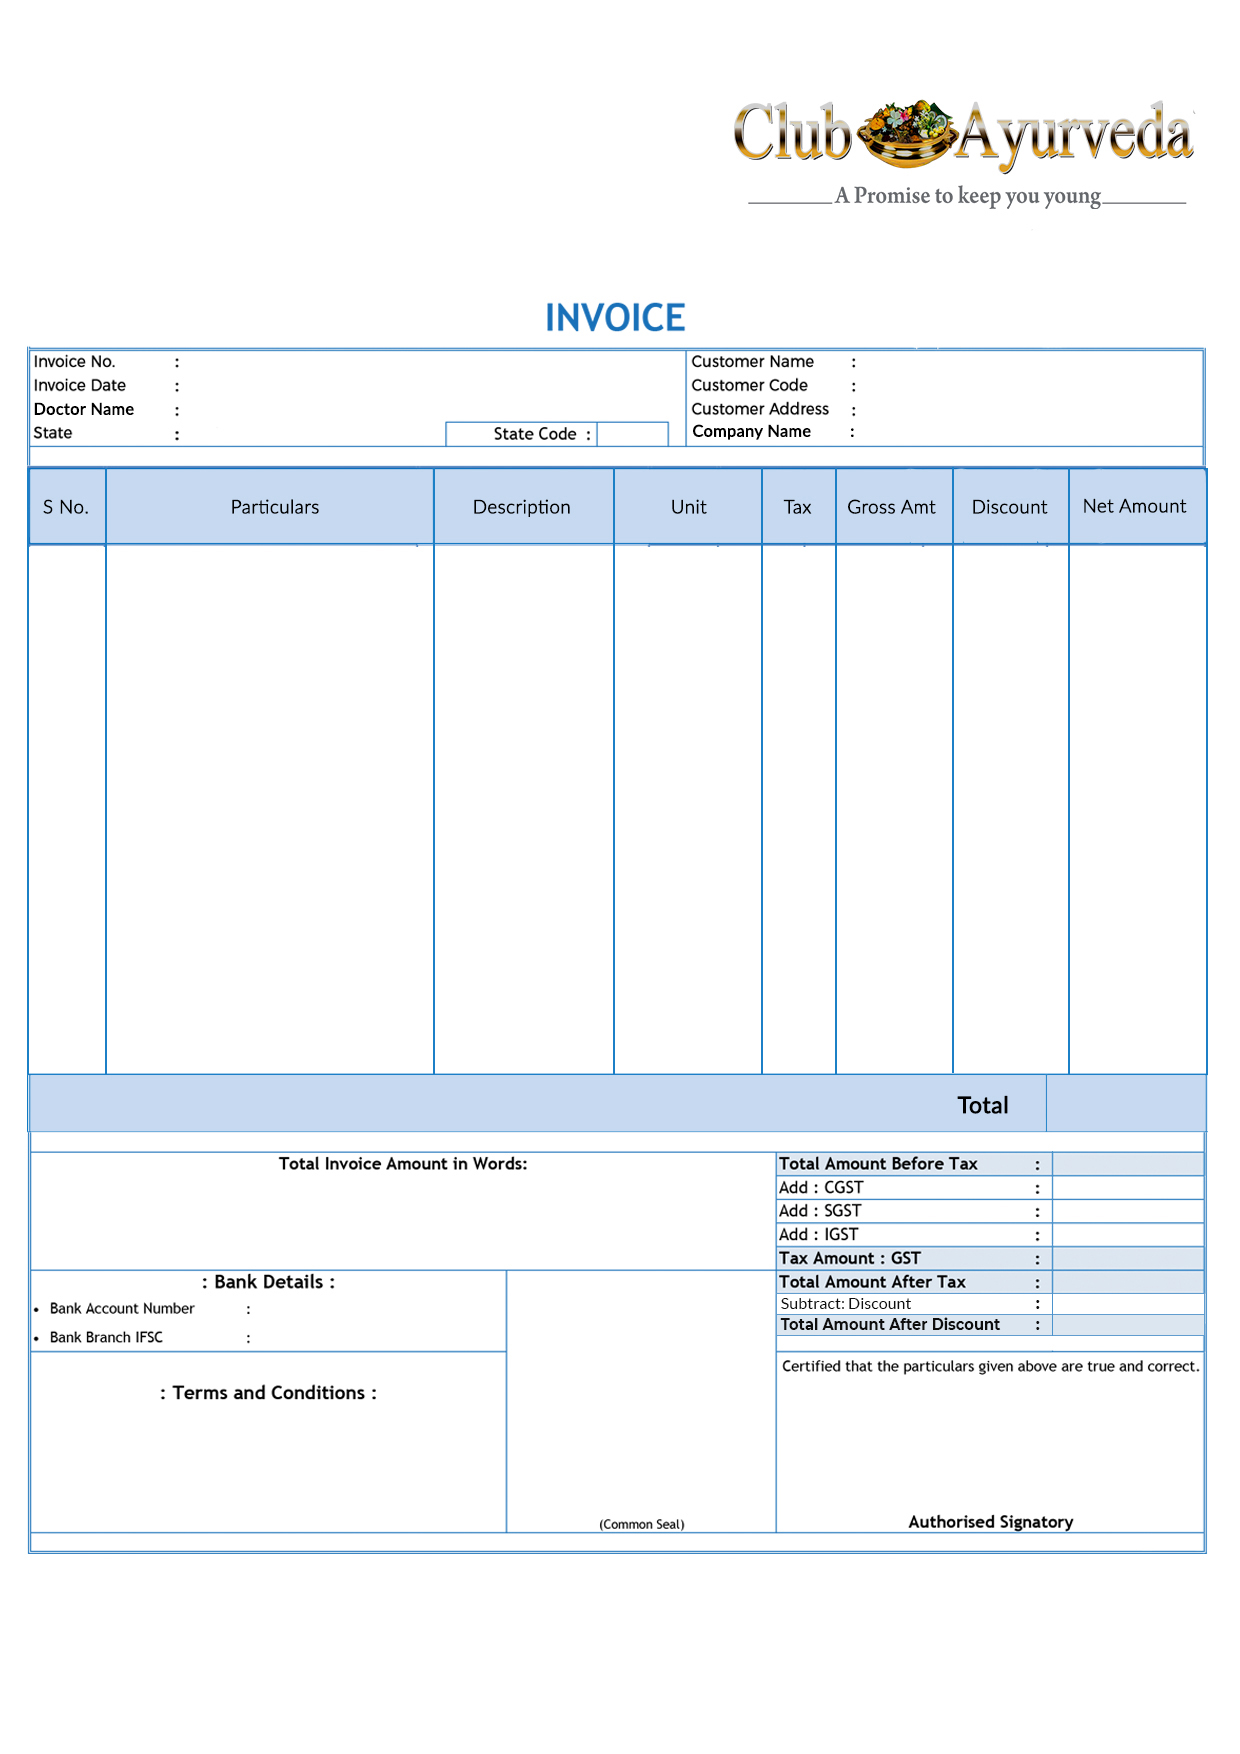 Club Ayurveda
A Promise to keep you young
INVOICE
Invoice No. :
Invoice Date :
Doctor Name :
State :
State Code :
Customer Name :
Customer Code :
Customer Address :
Company Name :
S No. Particulars Description Unit Tax Gross Amt Discount Net Amount
Total
Total Invoice Amount in Words:
Total Amount Before Tax :
Add : CGST :
Add : SGST :
Add : IGST :
Tax Amount : GST :
Total Amount After Tax :
Subtract: Discount :
Total Amount After Discount :
: Bank Details :
• Bank Account Number :
• Bank Branch IFSC :
: Terms and Conditions :
(Common Seal)
Certified that the particulars given above are true and correct.
Authorised Signatory